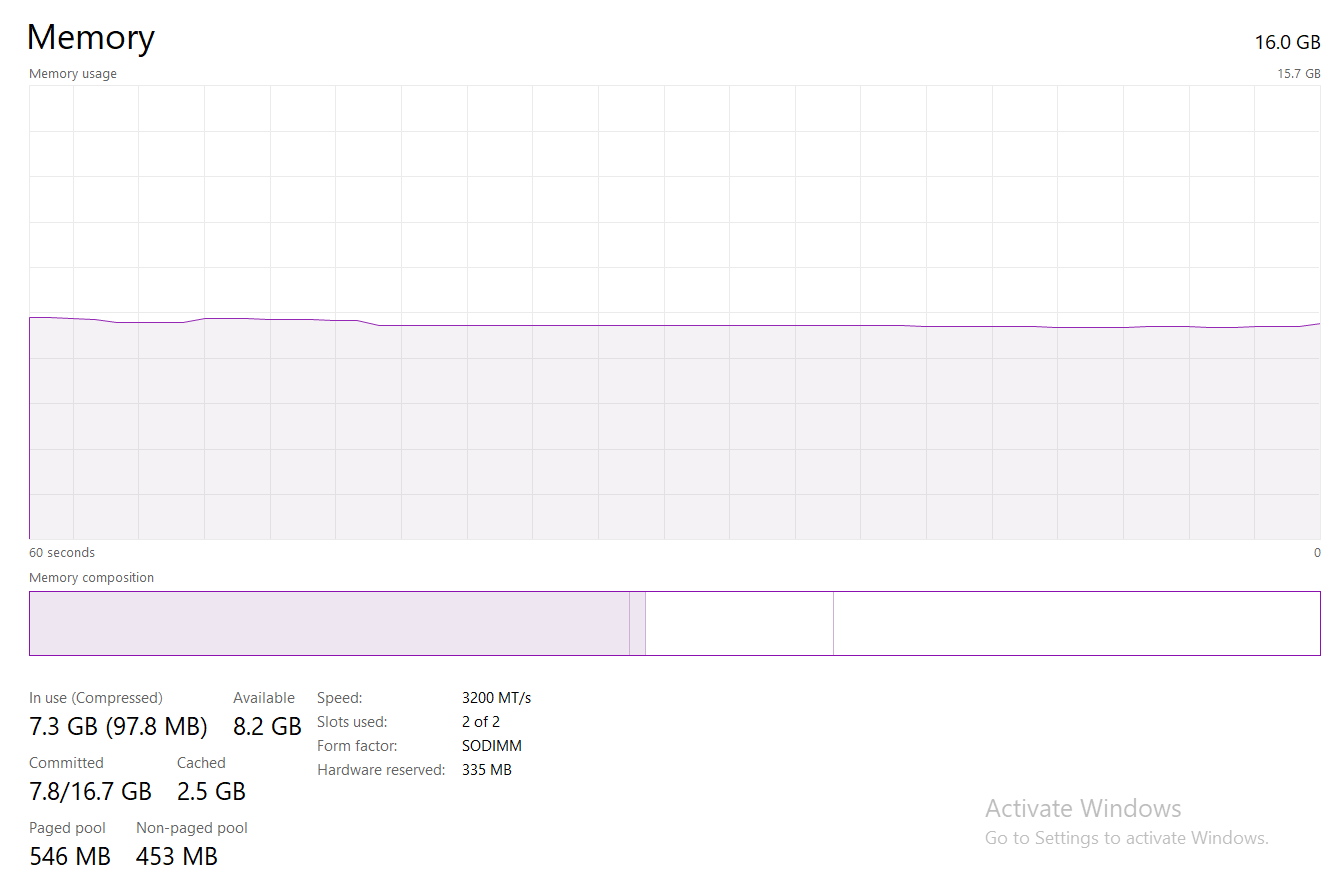 Memory
16.0 GB
Memory usage
15.7 GB
60 seconds
0
Memory composition
In use (Compressed)
7.3 GB (97.8 MB)
Available
8.2 GB
Committed
7.8/16.7 GB
Cached
2.5 GB
Paged pool
546 MB
Non-paged pool
453 MB
Speed: 3200 MT/s
Slots used: 2 of 2
Form factor: SODIMM
Hardware reserved: 335 MB
Activate Windows
Go to Settings to activate Windows.